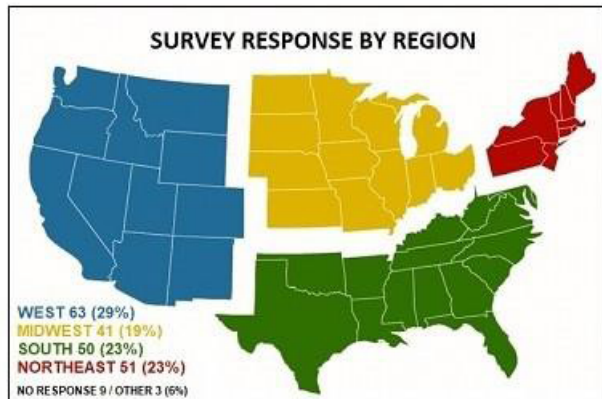 SURVEY RESPONSE BY REGION
WEST 63 (29%)
MIDWEST 41 (19%)
SOUTH 50 (23%)
NORTHEAST 51 (23%)
NO RESPONSE 9 / OTHER 3 (6%)